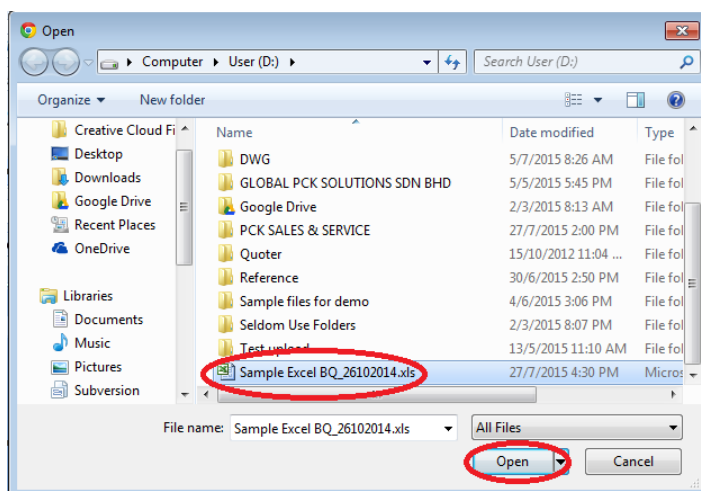 Open
Computer User (D:)
Search User (D:)
Organize New folder
Creative Cloud Fi
Desktop
Downloads
Google Drive
Recent Places
OneDrive
Libraries
Documents
Music
Pictures
Subversion
Name Date modified Type
DWG 5/7/2015 8:26 AM File fol
GLOBAL PCK SOLUTIONS SDN BHD 5/5/2015 5:45 PM File fol
Google Drive 2/3/2015 8:13 AM File fol
PCK SALES & SERVICE 27/7/2015 2:00 PM File fol
Quoter 15/10/2012 11:04 ... File fol
Reference 30/6/2015 2:50 PM File fol
Sample files for demo 4/6/2015 3:06 PM File fol
Seldom Use Folders 2/3/2015 8:07 PM File fol
Test upload 13/5/2015 11:10 AM File fol
Sample Excel BQ_26102014.xls 27/7/2015 4:30 PM Micros
File name: Sample Excel BQ_26102014.xls All Files
Open Cancel